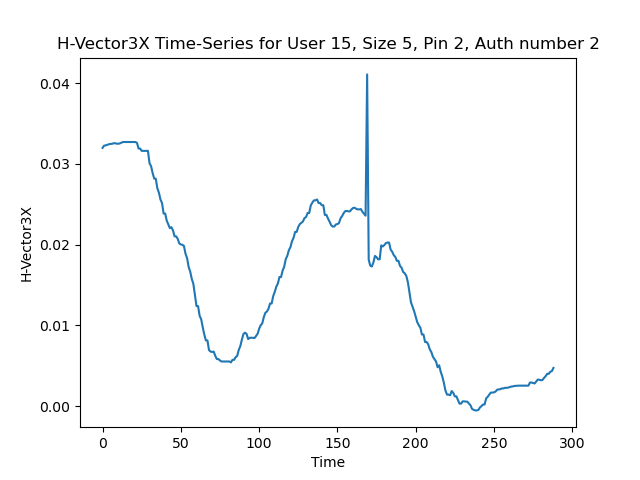 H-Vector3X Time-Series for User 15, Size 5, Pin 2, Auth number 2
0.04
0.03
0.02
0.01
0.00
H-Vector3X
0 50 100 150 200 250 300
Time